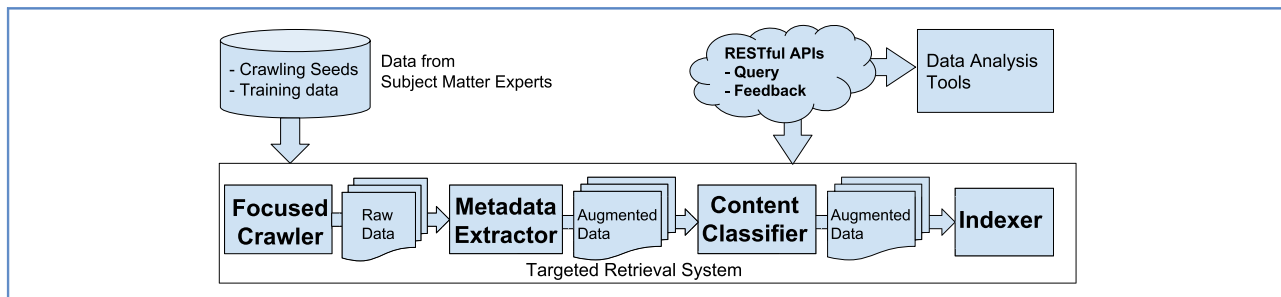 - Crawling Seeds
- Training data
Data from
Subject Matter Experts
RESTful APIs
- Query
- Feedback
Data Analysis
Tools
Focused
Crawler
Raw
Data
Metadata
Extractor
Augmented
Data
Content
Classifier
Augmented
Data
Indexer
Targeted Retrieval System